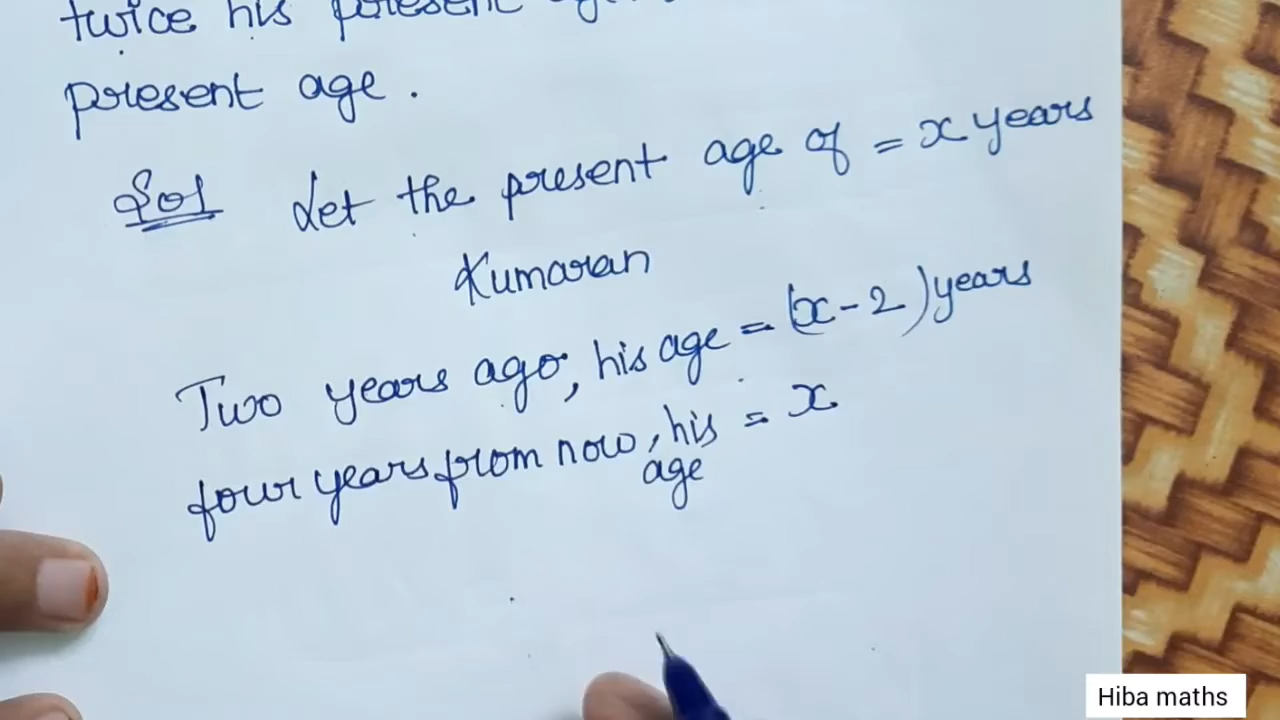 twice his present
present age.
Sol Let the present age of = x years
Kumaran
Two years ago, his age = (x-2) years
four years from now, his = x
age
Hiba maths